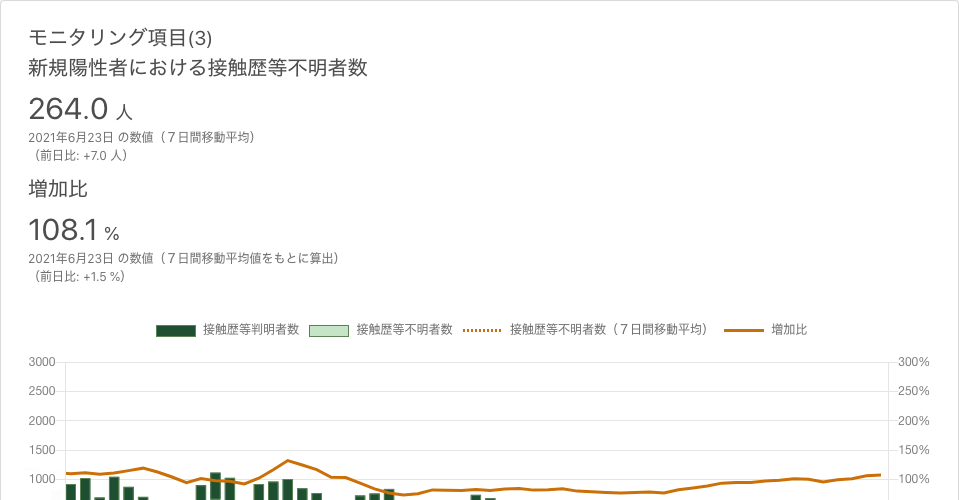 モニタリング項目(3)
新規陽性者における接触歴等不明者数
264.0 人
2021年6月23日 の数値（７日間移動平均）
（前日比: +7.0 人）
増加比
108.1 %
2021年6月23日 の数値（７日間移動平均値をもとに算出）
（前日比: +1.5 %）
接触歴等判明者数 接触歴等不明者数 接触歴等不明者数（７日間移動平均） 増加比
3000 300%
2500 250%
2000 200%
1500 150%
1000 100%